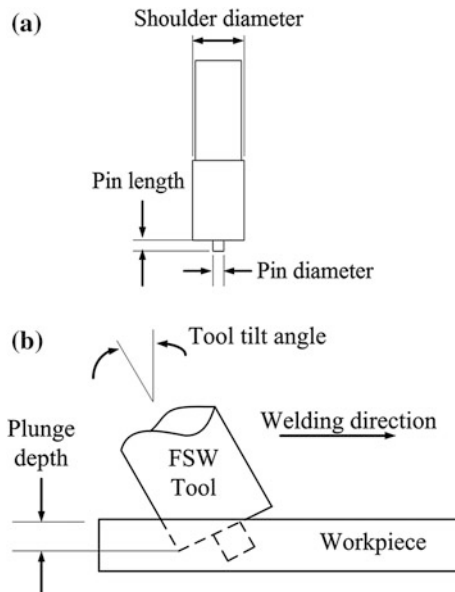 (a)
Shoulder diameter
Pin length
Pin diameter
(b)
Tool tilt angle
Welding direction
Plunge
depth
FSW
Tool
Workpiece